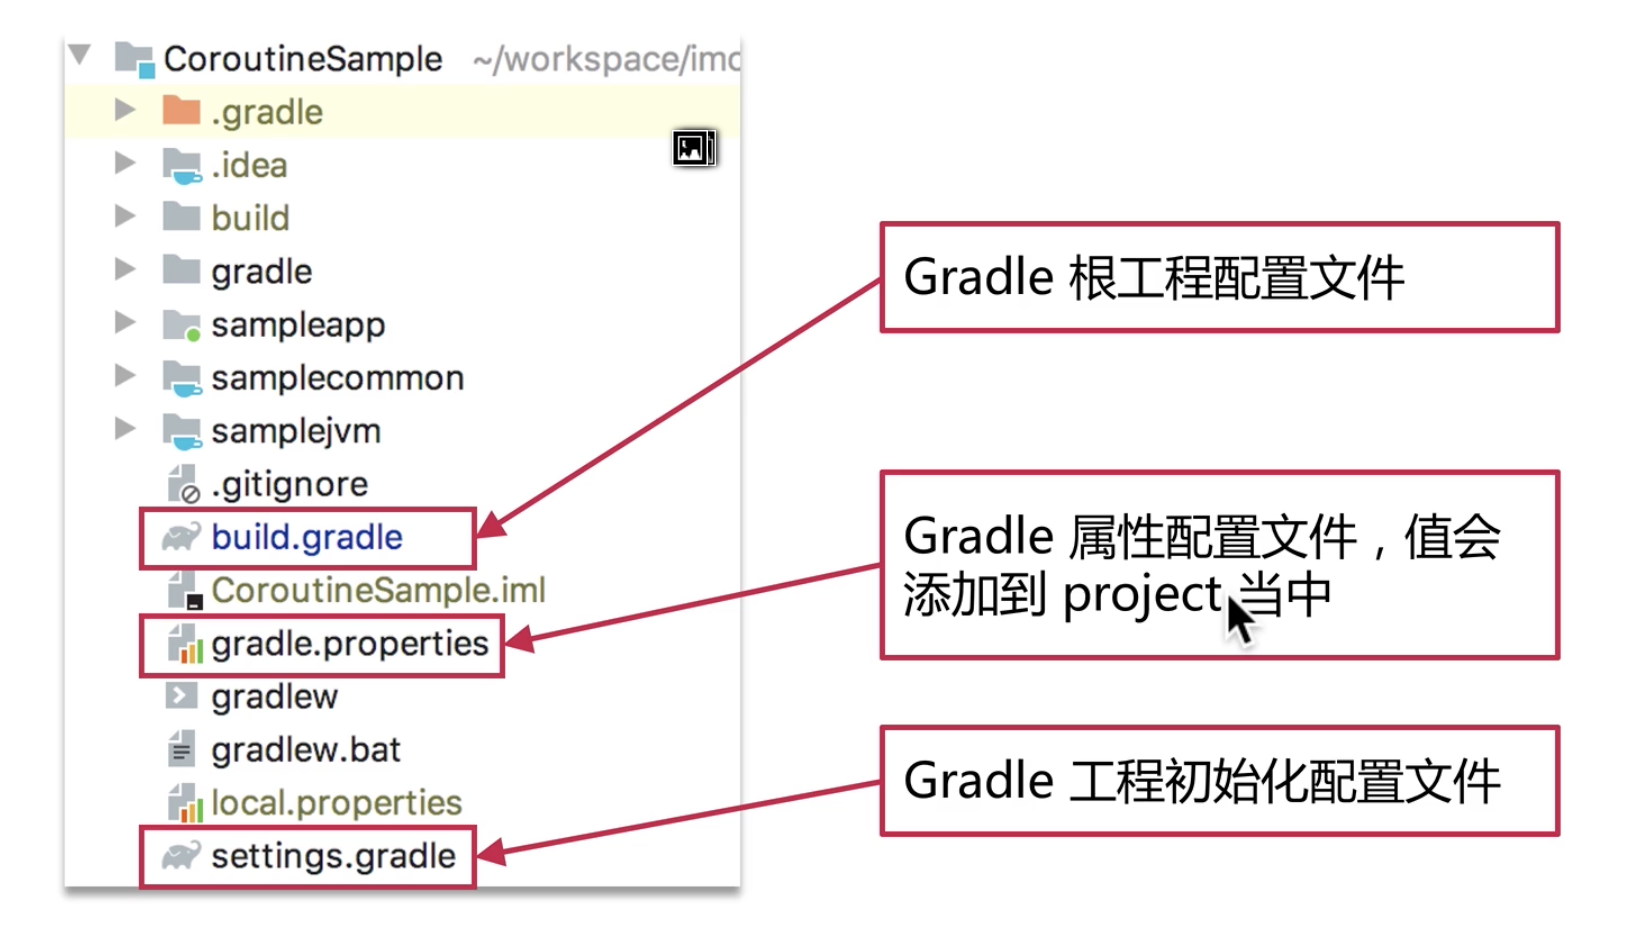 CoroutineSample ~/workspace/imo
.gradle
.idea
build
gradle
sampleapp
samplecommon
samplejvm
.gitignore
build.gradle
CoroutineSample.iml
gradle.properties
gradlew
gradlew.bat
local.properties
settings.gradle
Gradle 根工程配置文件
Gradle 属性配置文件，值会
添加到 project 当中
Gradle 工程初始化配置文件